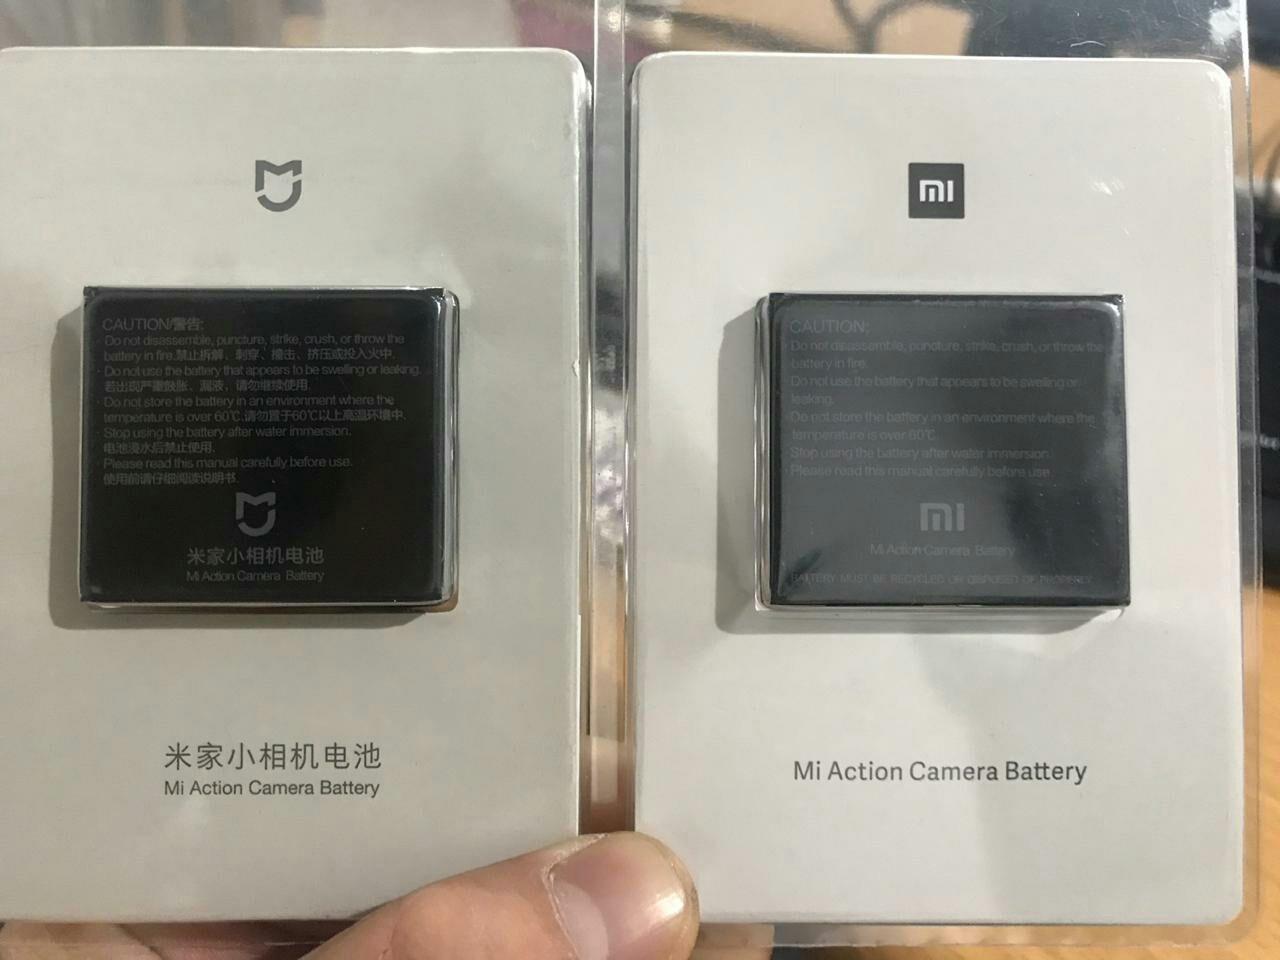 CAUTION/警告:
· Do not disassemble, puncture, strike, crush, or throw the
battery in fire.禁止拆解、刺穿、撞击、挤压或投入火中.
· Do not use the battery that appears to be swelling or leaking.
若出现严重鼓胀、漏液，请勿继续使用.
· Do not store the battery in an environment where the
temperature is over 60℃.请勿置于60℃以上高温环境中.
· Stop using the battery after water immersion.
电池浸水后禁止使用.
· Please read this manual carefully before use.
使用前请仔细阅读说明书.
米家小相机电池
Mi Action Camera Battery
米家小相机电池
Mi Action Camera Battery
mi
CAUTION:
Do not disassemble, puncture, strike, crush, or throw the
battery in fire.
Do not use the battery that appears to be swelling or
leaking.
Do not store the battery in an environment where the
temperature is over 60℃.
Stop using the battery after water immersion.
Please read this manual carefully before use.
mi
Mi Action Camera Battery
BATTERY MUST BE RECYCLED OR DISPOSED OF PROPERLY.
Mi Action Camera Battery